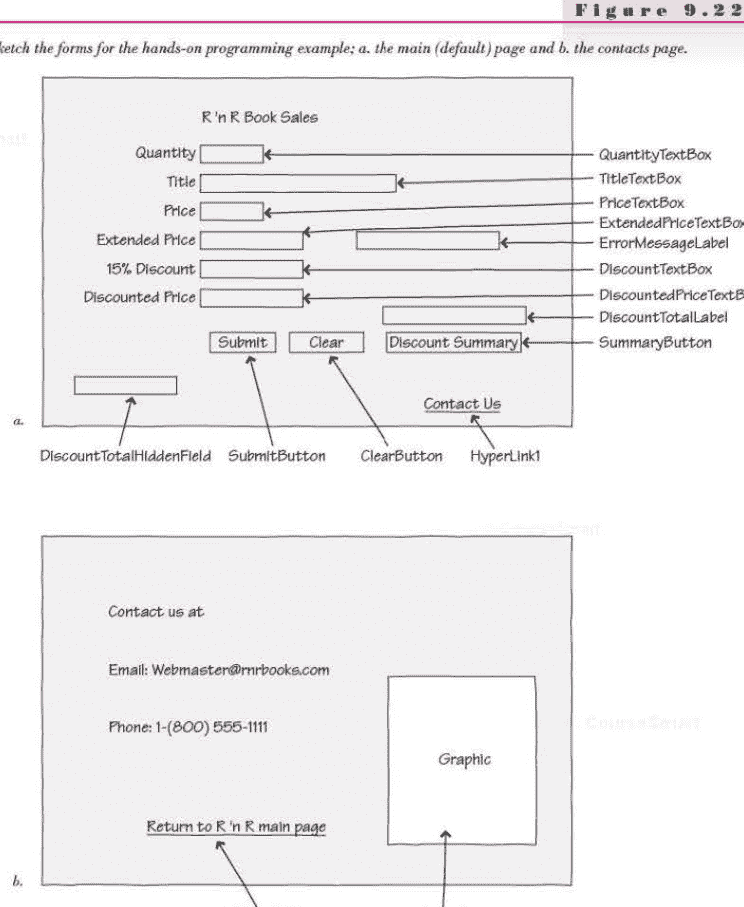 Figure 9.22
ketch the forms for the hands-on programming example; a. the main (default) page and b. the contacts page.
R 'n R Book Sales
Quantity
QuantityTextBox
Title
TitleTextBox
Price
PriceTextBox
ExtendedPriceTextBox
Extended Price
ErrorMessageLabel
15% Discount
DiscountTextBox
Discounted Price
DiscountedPriceTextB
DiscountTotalLabel
Submit Clear Discount Summary
SummaryButton
Contact Us
a.
DiscountTotalHiddenField SubmitButton ClearButton HyperLink1
Contact us at
Email: Webmaster@rnrbooks.com
Phone: 1-(800) 555-1111
Graphic
Return to R 'n R main page
b.